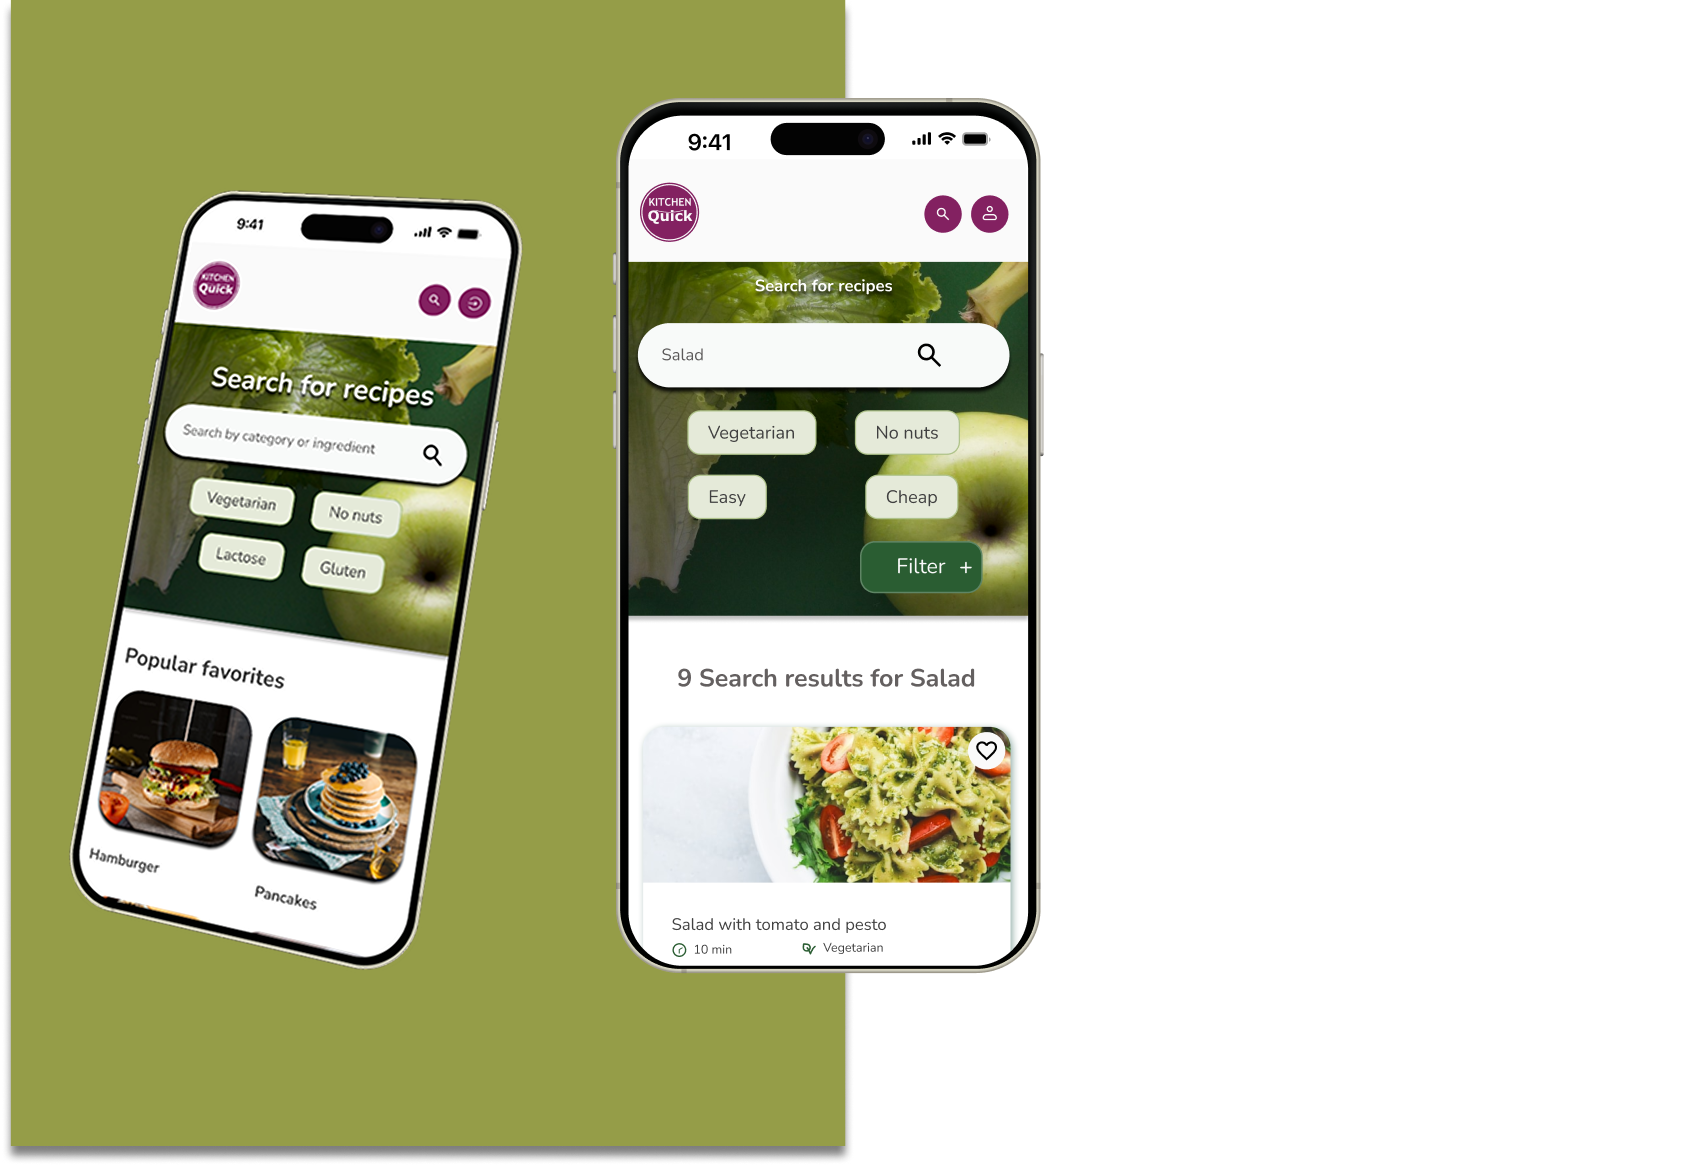 9:41
KITCHEN
Quick
Search for recipes
Search by category or ingredient
Vegetarian
No nuts
Lactose
Gluten
Popular favorites
Hamburger
Pancakes
9:41
KITCHEN
Quick
Search for recipes
Salad
Vegetarian
No nuts
Easy
Cheap
Filter +
9 Search results for Salad
Salad with tomato and pesto
10 min
Vegetarian